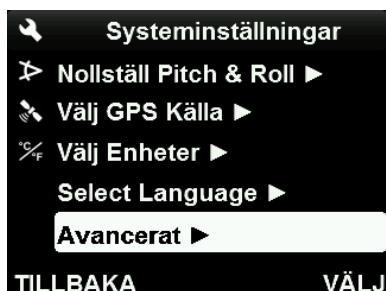 Systeminställningar
Nollställ Pitch & Roll ▶
Välj GPS Källa ▶
°C/°F Välj Enheter ▶
Select Language ▶
Avancerat ▶
TILLBAKA VÄLJ